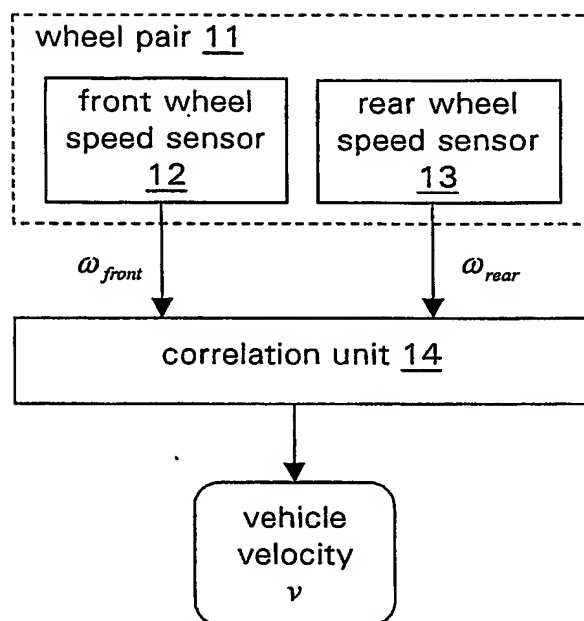 wheel pair 11
front wheel
speed sensor
12
rear wheel
speed sensor
13
ω_front
ω_rear
correlation unit 14
vehicle
velocity
v